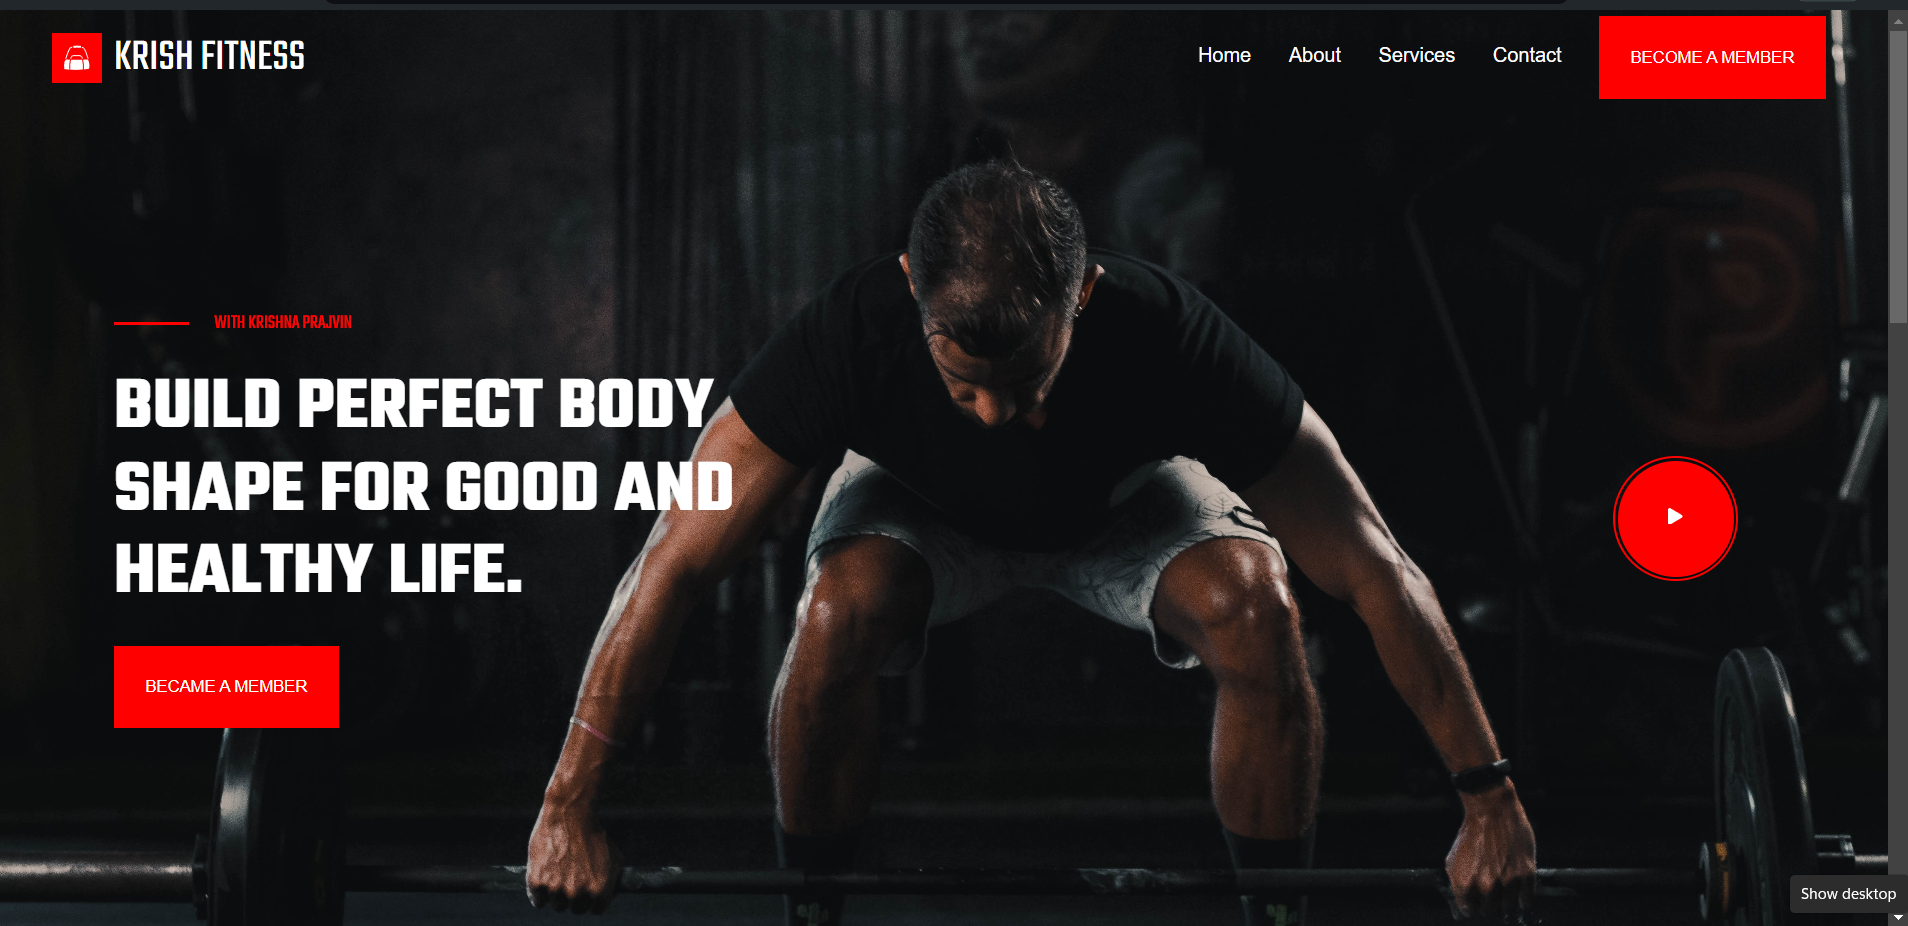 KRISH FITNESS
Home About Services Contact BECOME A MEMBER
WITH KRISHNA PRAJVIN
BUILD PERFECT BODY
SHAPE FOR GOOD AND
HEALTHY LIFE.
BECAME A MEMBER
Show desktop